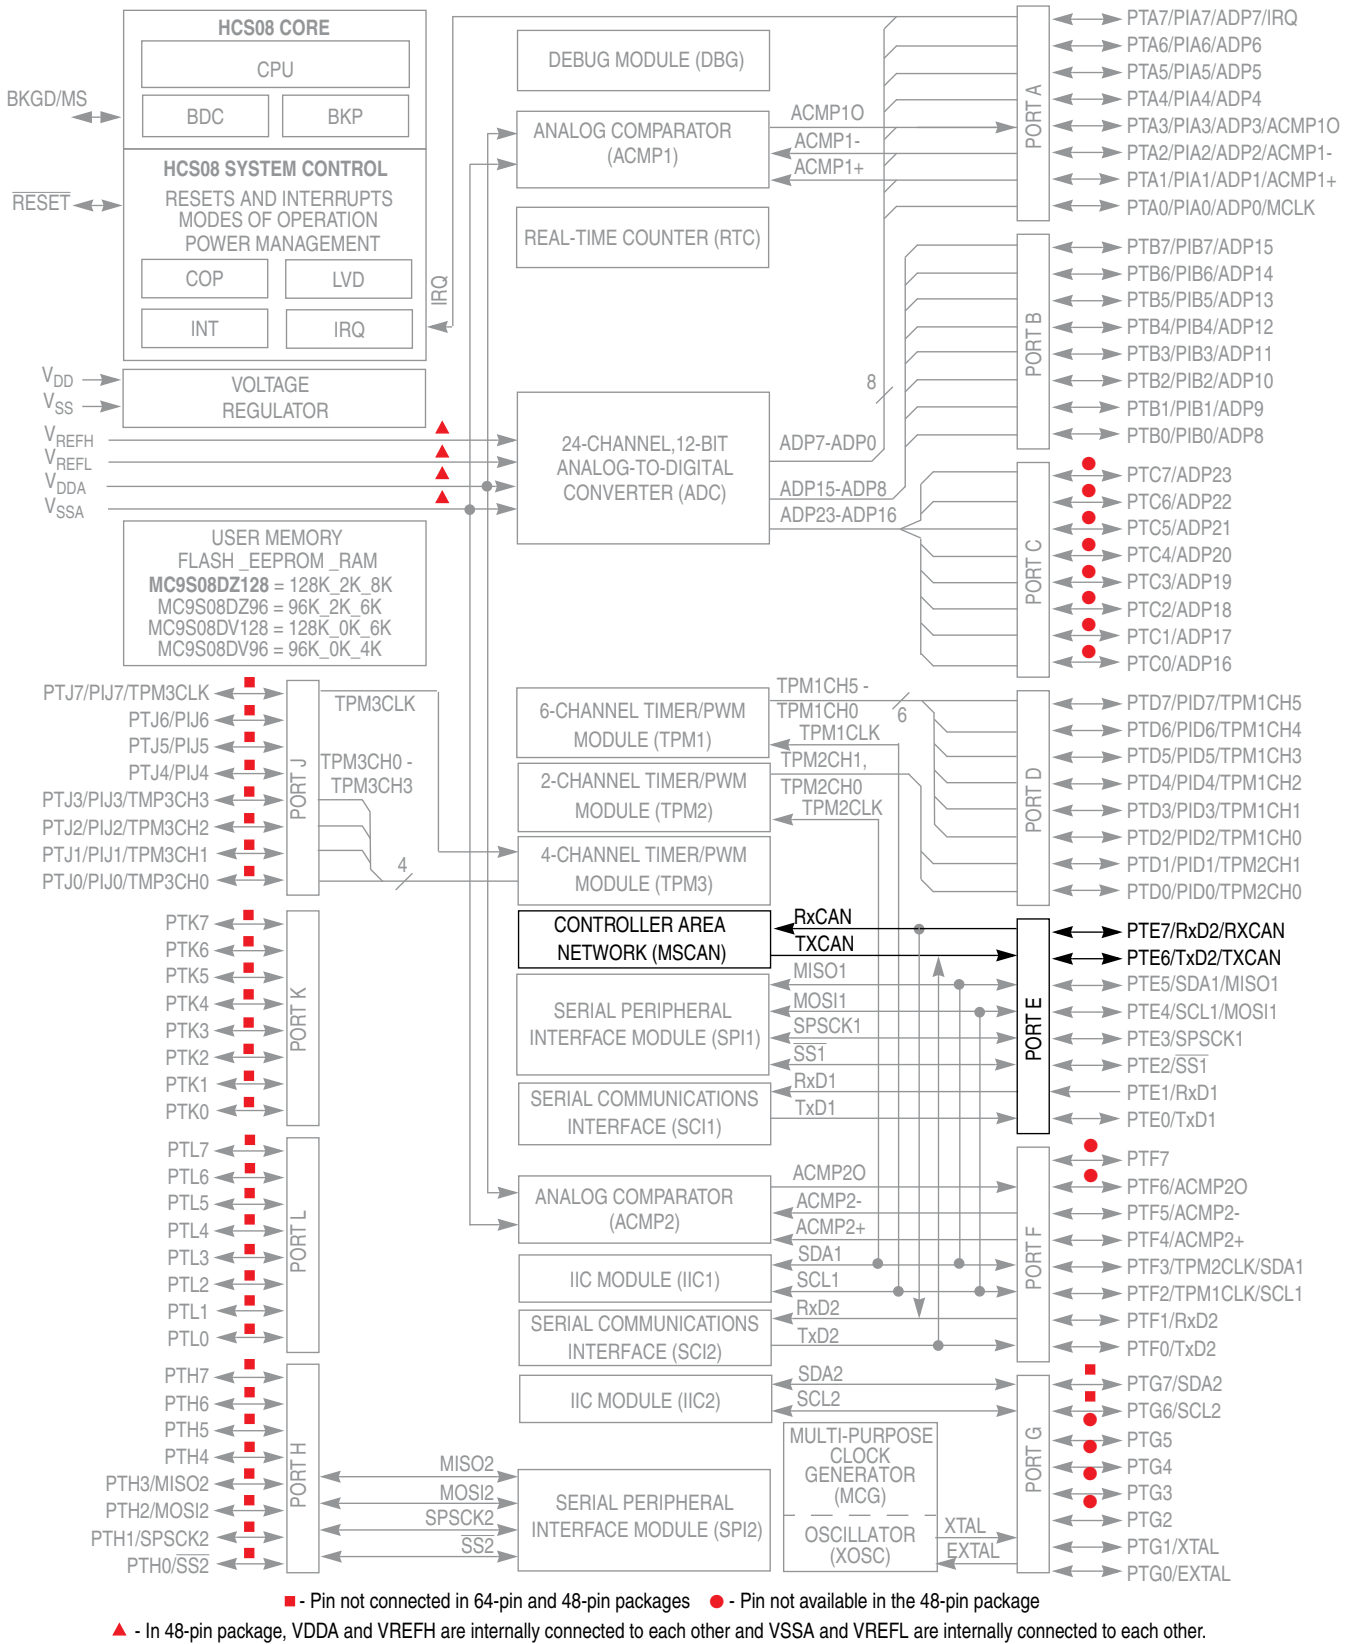 HCS08 CORE
CPU
BDC
BKP
BKGD/MS
HCS08 SYSTEM CONTROL
RESETS AND INTERRUPTS
MODES OF OPERATION
POWER MANAGEMENT
COP
LVD
INT
IRQ
RESET
IRQ
VOLTAGE
REGULATOR
VDD
VSS
VREFH
VREFL
VDDA
VSSA
USER MEMORY
FLASH _EEPROM _RAM
MC9S08DZ128 = 128K_2K_8K
MC9S08DZ96 = 96K_2K_6K
MC9S08DV128 = 128K_0K_6K
MC9S08DV96 = 96K_0K_4K
DEBUG MODULE (DBG)
ANALOG COMPARATOR
(ACMP1)
ACMP1O
ACMP1-
ACMP1+
REAL-TIME COUNTER (RTC)
24-CHANNEL,12-BIT
ANALOG-TO-DIGITAL
CONVERTER (ADC)
8
ADP7-ADP0
ADP15-ADP8
ADP23-ADP16
PORT A
PTA7/PIA7/ADP7/IRQ
PTA6/PIA6/ADP6
PTA5/PIA5/ADP5
PTA4/PIA4/ADP4
PTA3/PIA3/ADP3/ACMP1O
PTA2/PIA2/ADP2/ACMP1-
PTA1/PIA1/ADP1/ACMP1+
PTA0/PIA0/ADP0/MCLK
PORT B
PTB7/PIB7/ADP15
PTB6/PIB6/ADP14
PTB5/PIB5/ADP13
PTB4/PIB4/ADP12
PTB3/PIB3/ADP11
PTB2/PIB2/ADP10
PTB1/PIB1/ADP9
PTB0/PIB0/ADP8
PORT C
PTC7/ADP23
PTC6/ADP22
PTC5/ADP21
PTC4/ADP20
PTC3/ADP19
PTC2/ADP18
PTC1/ADP17
PTC0/ADP16
PTJ7/PIJ7/TPM3CLK
PTJ6/PIJ6
PTJ5/PIJ5
PTJ4/PIJ4
PTJ3/PIJ3/TMP3CH3
PTJ2/PIJ2/TPM3CH2
PTJ1/PIJ1/TPM3CH1
PTJ0/PIJ0/TMP3CH0
PORT J
TPM3CLK
TPM3CH0 -
TPM3CH3
4
6-CHANNEL TIMER/PWM
MODULE (TPM1)
TPM1CH5 -
TPM1CH0
6
TPM1CLK
2-CHANNEL TIMER/PWM
MODULE (TPM2)
TPM2CH1,
TPM2CH0
TPM2CLK
4-CHANNEL TIMER/PWM
MODULE (TPM3)
PORT D
PTD7/PID7/TPM1CH5
PTD6/PID6/TPM1CH4
PTD5/PID5/TPM1CH3
PTD4/PID4/TPM1CH2
PTD3/PID3/TPM1CH1
PTD2/PID2/TPM1CH0
PTD1/PID1/TPM2CH1
PTD0/PID0/TPM2CH0
PTK7
PTK6
PTK5
PTK4
PTK3
PTK2
PTK1
PTK0
PORT K
CONTROLLER AREA
NETWORK (MSCAN)
RxCAN
TXCAN
SERIAL PERIPHERAL
INTERFACE MODULE (SPI1)
MISO1
MOSI1
SPSCK1
SS1
SERIAL COMMUNICATIONS
INTERFACE (SCI1)
RxD1
TxD1
PORT E
PTE7/RxD2/RXCAN
PTE6/TxD2/TXCAN
PTE5/SDA1/MISO1
PTE4/SCL1/MOSI1
PTE3/SPSCK1
PTE2/SS1
PTE1/RxD1
PTE0/TxD1
PTL7
PTL6
PTL5
PTL4
PTL3
PTL2
PTL1
PTL0
PORT L
ANALOG COMPARATOR
(ACMP2)
ACMP2O
ACMP2-
ACMP2+
IIC MODULE (IIC1)
SDA1
SCL1
SERIAL COMMUNICATIONS
INTERFACE (SCI2)
RxD2
TxD2
PORT F
PTF7
PTF6/ACMP2O
PTF5/ACMP2-
PTF4/ACMP2+
PTF3/TPM2CLK/SDA1
PTF2/TPM1CLK/SCL1
PTF1/RxD2
PTF0/TxD2
PTH7
PTH6
PTH5
PTH4
PTH3/MISO2
PTH2/MOSI2
PTH1/SPSCK2
PTH0/SS2
PORT H
MISO2
MOSI2
SPSCK2
SS2
IIC MODULE (IIC2)
SDA2
SCL2
MULTI-PURPOSE
CLOCK
GENERATOR
(MCG)
OSCILLATOR
(XOSC)
XTAL
EXTAL
SERIAL PERIPHERAL
INTERFACE MODULE (SPI2)
PORT G
PTG7/SDA2
PTG6/SCL2
PTG5
PTG4
PTG3
PTG2
PTG1/XTAL
PTG0/EXTAL
- Pin not connected in 64-pin and 48-pin packages
- Pin not available in the 48-pin package
- In 48-pin package, VDDA and VREFH are internally connected to each other and VSSA and VREFL are internally connected to each other.